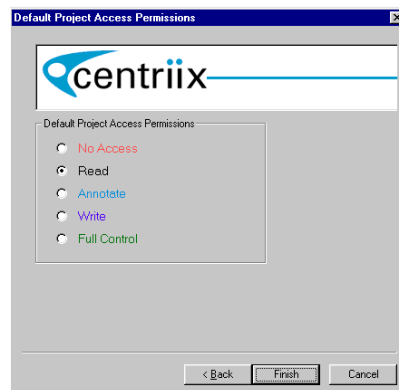 Default Project Access Permissions
centriix
Default Project Access Permissions
No Access
Read
Annotate
Write
Full Control
< Back
Finish
Cancel